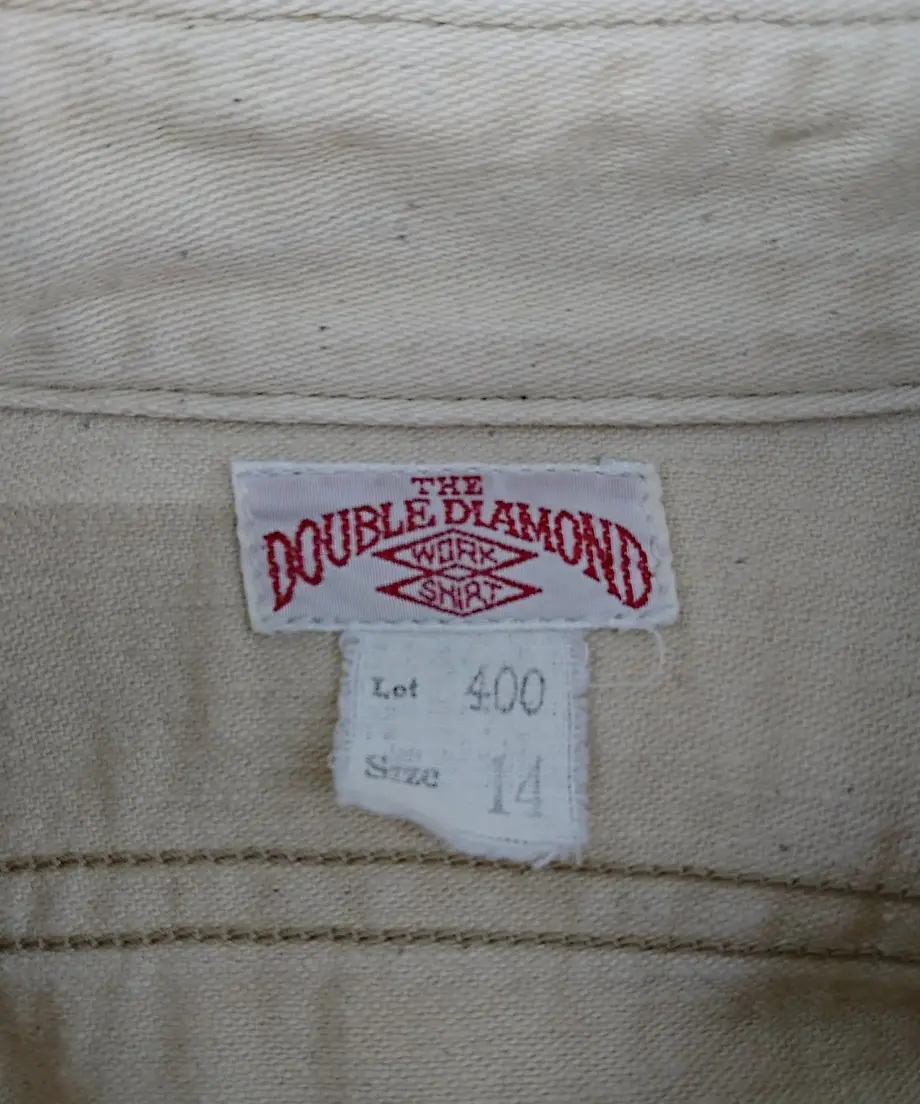 THE
DOUBLE DIAMOND
WORK
SHIRT
Lot 400
Size 14